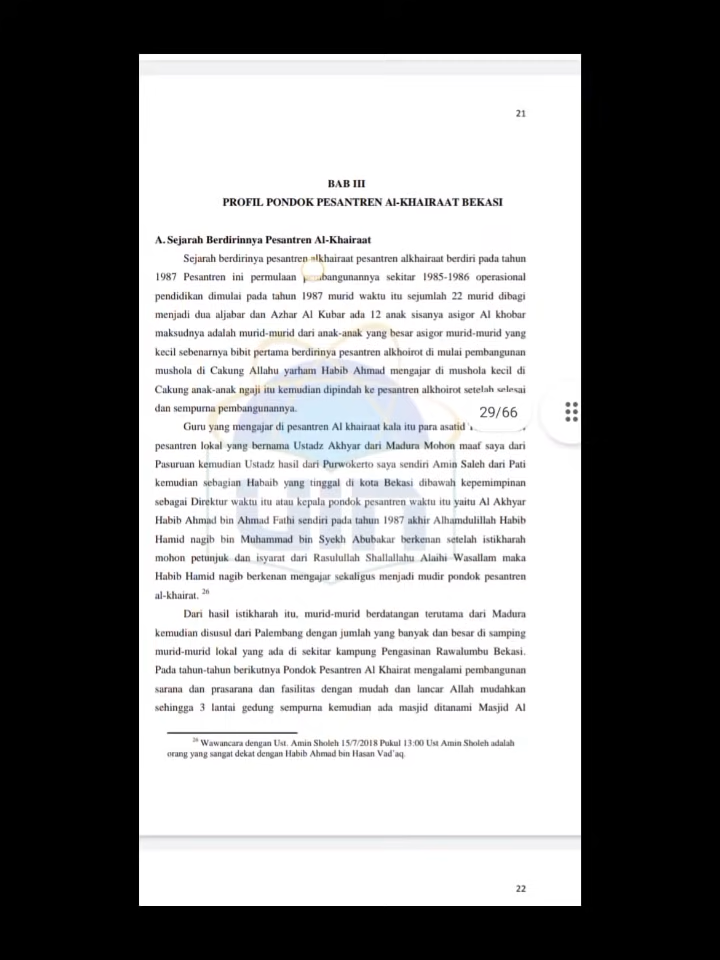 21
BAB III
PROFIL PONDOK PESANTREN Al-KHAIRAAT BEKASI
A. Sejarah Berdirinnya Pesantren Al-Khairaat
Sejarah berdirinya pesantren alkhairaat pesantren alkhairaat berdiri pada tahun
1987 Pesantren ini permulaan pembangunannya sekitar 1985-1986 operasional
pendidikan dimulai pada tahun 1987 murid waktu itu sejumlah 22 murid dibagi
menjadi dua aljabar dan Azhar Al Kubar ada 12 anak sisanya asigor Al khobar
maksudnya adalah murid-murid dari anak-anak yang besar asigor murid-murid yang
kecil sebenarnya bibit pertama berdirinya pesantren alkhoirot di mulai pembangunan
mushola di Cakung Allahu yarham Habib Ahmad mengajar di mushola kecil di
Cakung anak-anak ngaji itu kemudian dipindah ke pesantren alkhoirot setelah selesai
dan sempurna pembangunannya.
29/66
Guru yang mengajar di pesantren Al khairaat kala itu para asatid
pesantren lokal yang bernama Ustadz Akhyar dari Madura Mohon maaf saya dari
Pasuruan kemudian Ustadz hasil dari Purwokerto saya sendiri Amin Saleh dari Pati
kemudian sebagian Habaib yang tinggal di kota Bekasi dibawah kepemimpinan
sebagai Direktur waktu itu atau kepala pondok pesantren waktu itu yaitu Al Akhyar
Habib Ahmad bin Ahmad Fathi sendiri pada tahun 1987 akhir Alhamdulillah Habib
Hamid nagib bin Muhammad bin Syekh Abubakar berkenan setelah istikharah
mohon petunjuk dan isyarat dari Rasulullah Shallallahu Alaihi Wasallam maka
Habib Hamid nagib berkenan mengajar sekaligus menjadi mudir pondok pesantren
al-khairat. 26
Dari hasil istikharah itu, murid-murid berdatangan terutama dari Madura
kemudian disusul dari Palembang dengan jumlah yang banyak dan besar di samping
murid-murid lokal yang ada di sekitar kampung Pengasinan Rawalumbu Bekasi.
Pada tahun-tahun berikutnya Pondok Pesantren Al Khairat mengalami pembangunan
sarana dan prasarana dan fasilitas dengan mudah dan lancar Allah mudahkan
sehingga 3 lantai gedung sempurna kemudian ada masjid ditanami Masjid Al
26 Wawancara dengan Ust. Amin Sholeh 15/7/2018 Pukul 13:00 Ust Amin Sholeh adalah
orang yang sangat dekat dengan Habib Ahmad bin Hasan Vad'aq.
22